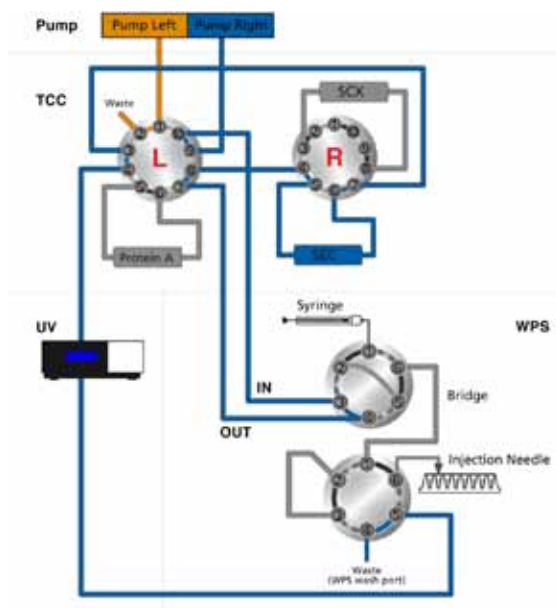 Pump
Pump Left
Pump Right
TCC
Waste
L
R
SCX
Protein A
SEC
UV
WPS
Syringe
IN
OUT
Bridge
Injection Needle
Waste
(WPS wash port)